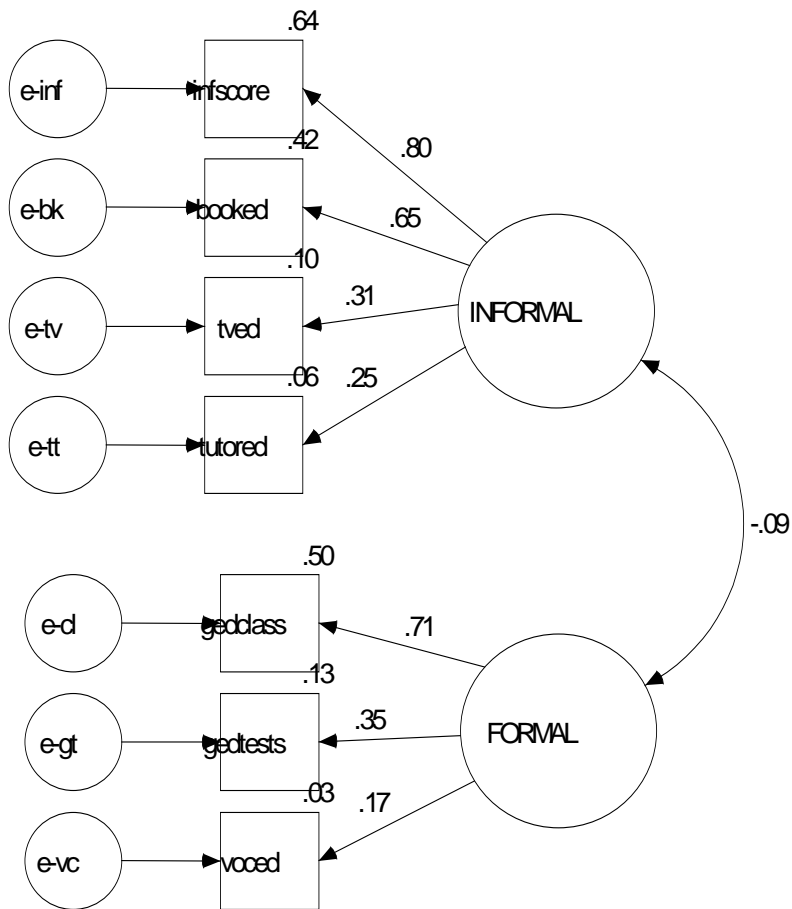 .64
e-inf infscore
.80
.42
e-bk booked
.65
.10
e-tv tved
.31
INFORMAL
.06
.25
e-tt tutored
-.09
.50
e-cl gedclass
.71
.13
e-gt gedtests
.35
FORMAL
.03
.17
e-vc voced